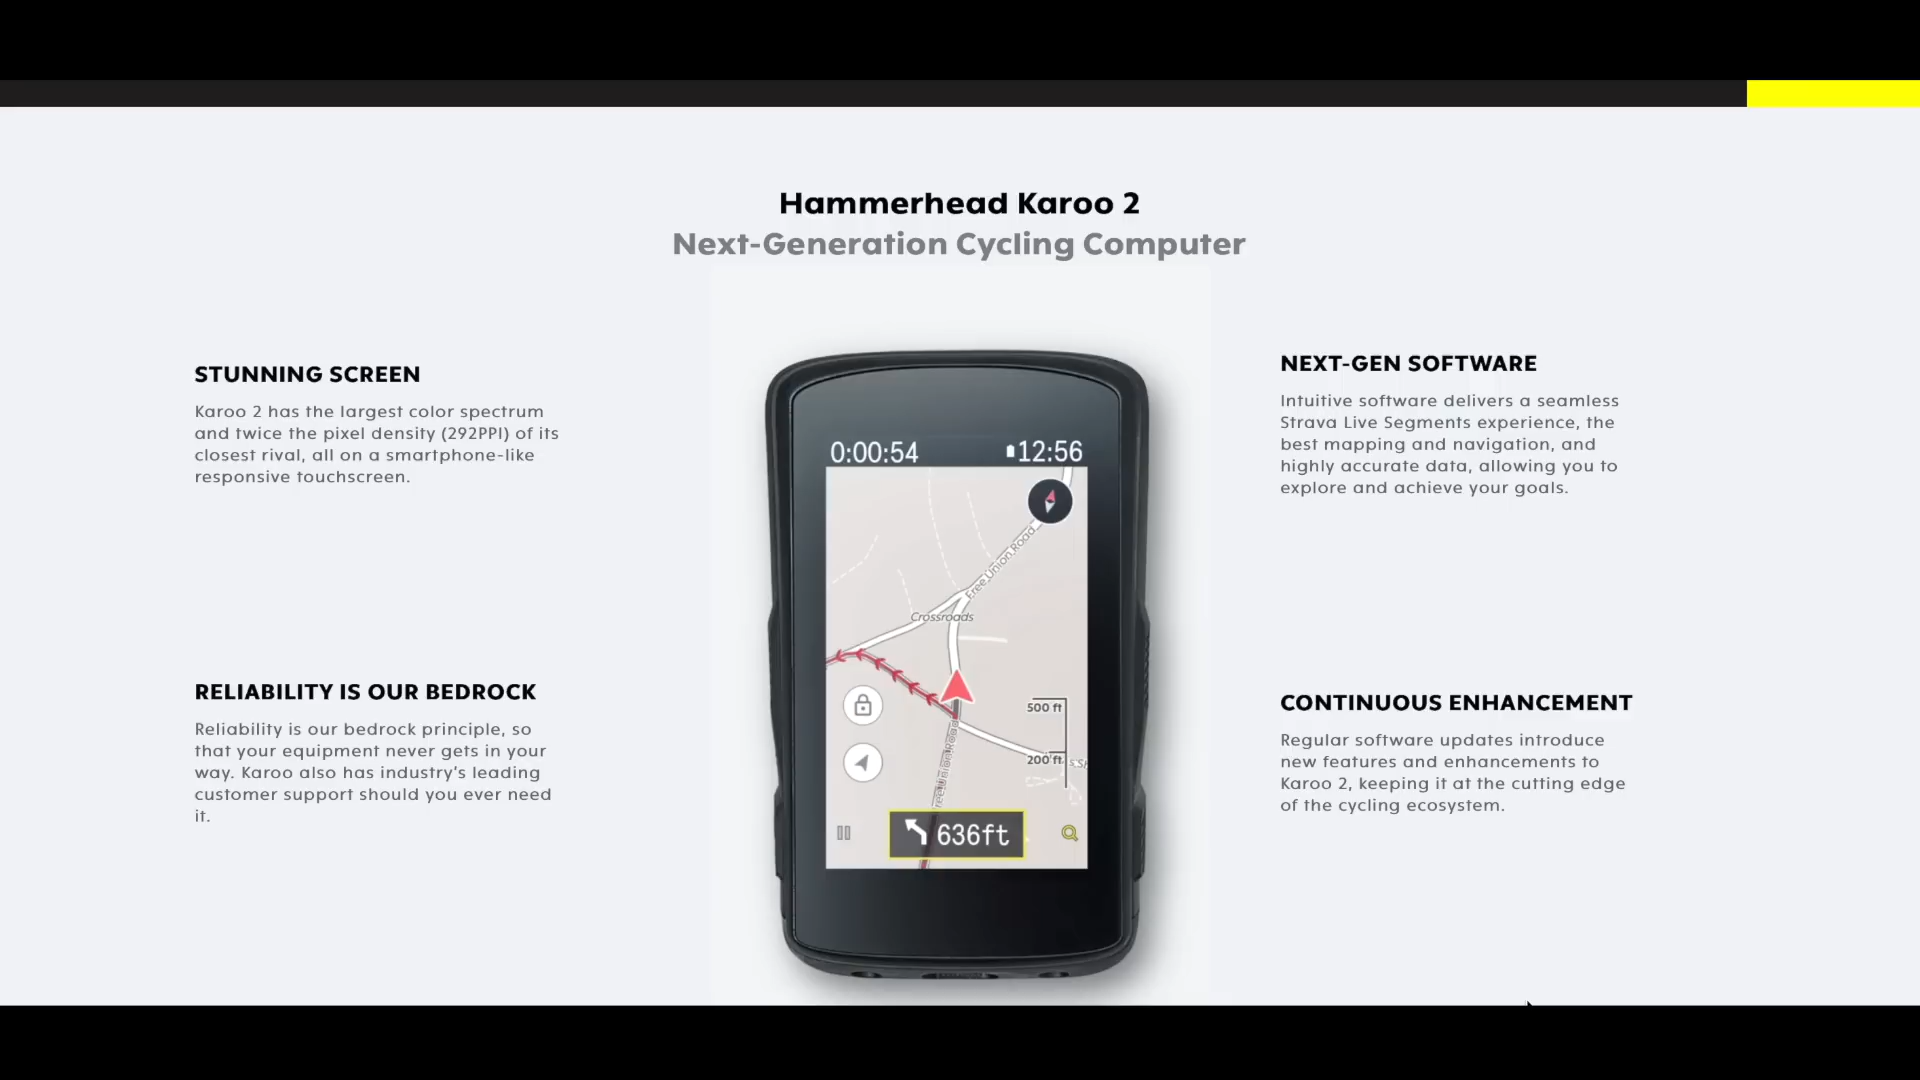 Hammerhead Karoo 2
Next-Generation Cycling Computer
STUNNING SCREEN
Karoo 2 has the largest color spectrum
and twice the pixel density (292PPI) of its
closest rival, all on a smartphone-like
responsive touchscreen.
RELIABILITY IS OUR BEDROCK
Reliability is our bedrock principle, so
that your equipment never gets in your
way. Karoo also has industry's leading
customer support should you ever need
it.
0:00:54
12:56
Free Union Road
Crossroads
500 ft
200 ft
636ft
NEXT-GEN SOFTWARE
Intuitive software delivers a seamless
Strava Live Segments experience, the
best mapping and navigation, and
highly accurate data, allowing you to
explore and achieve your goals.
CONTINUOUS ENHANCEMENT
Regular software updates introduce
new features and enhancements to
Karoo 2, keeping it at the cutting edge
of the cycling ecosystem.